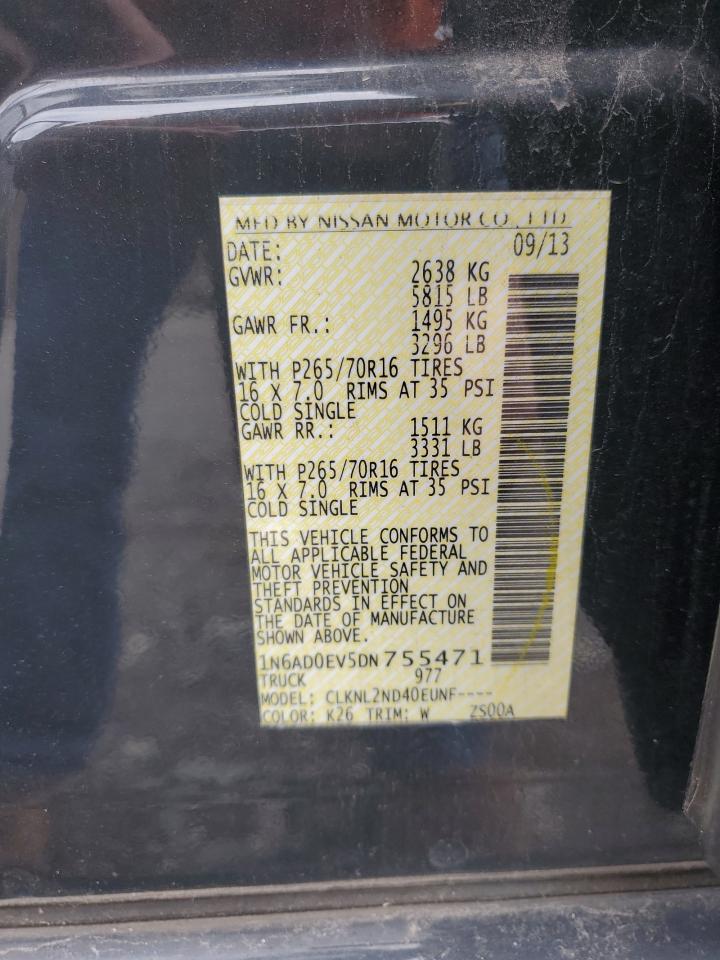 MFD BY NISSAN MOTOR CO., LTD.
DATE: 09/13
GVWR: 2638 KG
5815 LB
GAWR FR.: 1495 KG
3296 LB
WITH P265/70R16 TIRES
16 X 7.0 RIMS AT 35 PSI
COLD SINGLE
GAWR RR.: 1511 KG
3331 LB
WITH P265/70R16 TIRES
16 X 7.0 RIMS AT 35 PSI
COLD SINGLE
THIS VEHICLE CONFORMS TO
ALL APPLICABLE FEDERAL
MOTOR VEHICLE SAFETY AND
THEFT PREVENTION
STANDARDS IN EFFECT ON
THE DATE OF MANUFACTURE
SHOWN ABOVE.
1N6AD0EV5DN755471
TRUCK 977
MODEL: CLKNL2ND40EUNF----
COLOR: K26 TRIM: W ZS00A